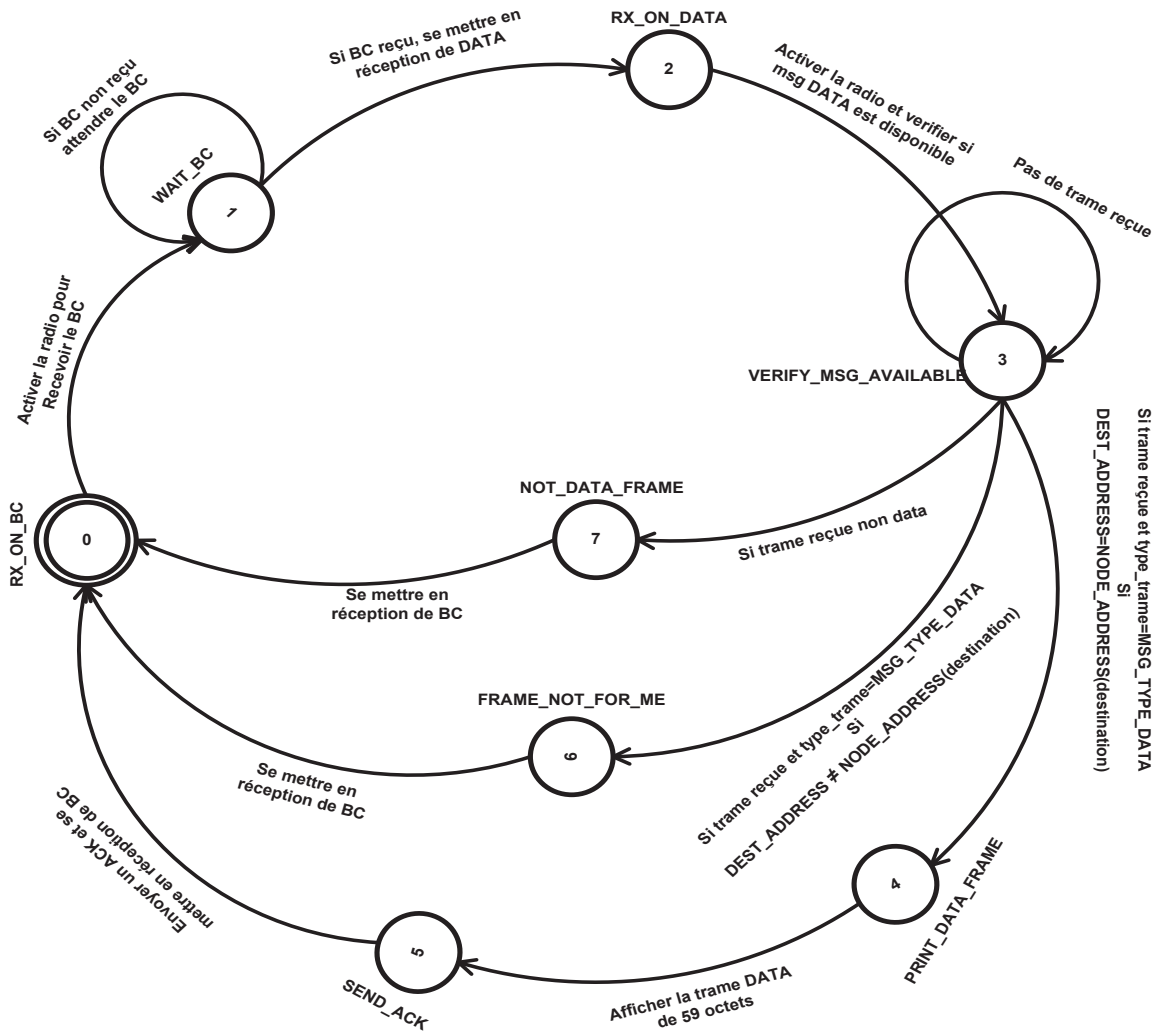 RX_ON_DATA
2
Si BC reçu, se mettre en
réception de DATA
Activer la radio et verifier si
msg DATA est disponible
Si BC non reçu
attendre le BC
WAIT_BC
1
Pas de trame reçue
3
VERIFY_MSG_AVAILABLE
Activer la radio pour
Recevoir le BC
RX_ON_BC
0
NOT_DATA_FRAME
7
Si trame reçue non data
Se mettre en
réception de BC
Si trame reçue et type_trame=MSG_TYPE_DATA
Si
DEST_ADDRESS=NODE_ADDRESS(destination)
FRAME_NOT_FOR_ME
6
Si trame reçue et type_trame=MSG_TYPE_DATA
Si
DEST_ADDRESS ≠ NODE_ADDRESS(destination)
Se mettre en
réception de BC
Envoyer un ACK et se
mettre en réception de BC
4
PRINT_DATA_FRAME
5
SEND_ACK
Afficher la trame DATA
de 59 octets